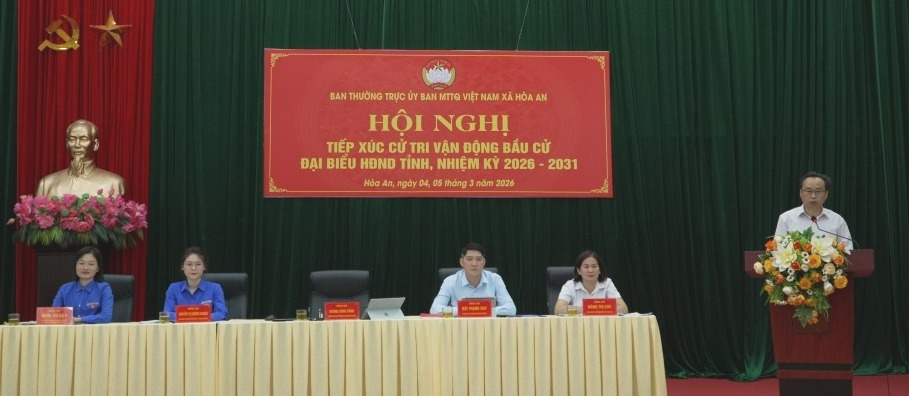 BAN THƯỜNG TRỰC ỦY BAN MTTQ VIỆT NAM XÃ HÒA AN
HỘI NGHỊ
TIẾP XÚC CỬ TRI VẬN ĐỘNG BẦU CỬ
ĐẠI BIỂU HĐND TỈNH, NHIỆM KỲ 2026 - 2031
Hòa An, ngày 04, 05 tháng 3 năm 2026